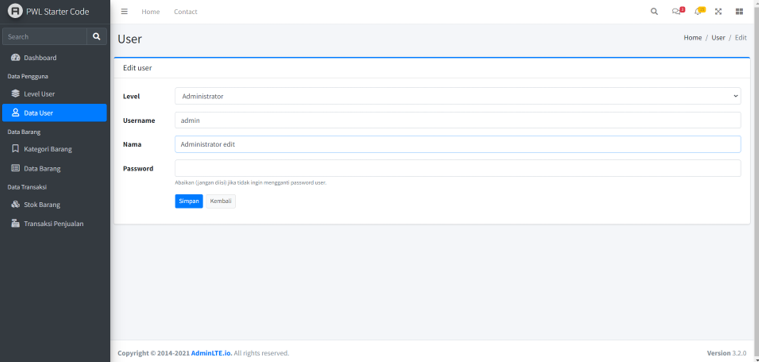 PWL Starter Code
Home Contact
Search
User
Home / User / Edit
Dashboard
Data Pengguna
Level User
Data User
Data Barang
Kategori Barang
Data Barang
Data Transaksi
Stok Barang
Transaksi Penjualan
Edit user
Level Administrator
Username admin
Nama Administrator edit
Password
Abaikan (jangan diisi) jika tidak ingin mengganti password user.
Simpan Kembali
Copyright © 2014-2021 AdminLTE.io. All rights reserved.
Version 3.2.0